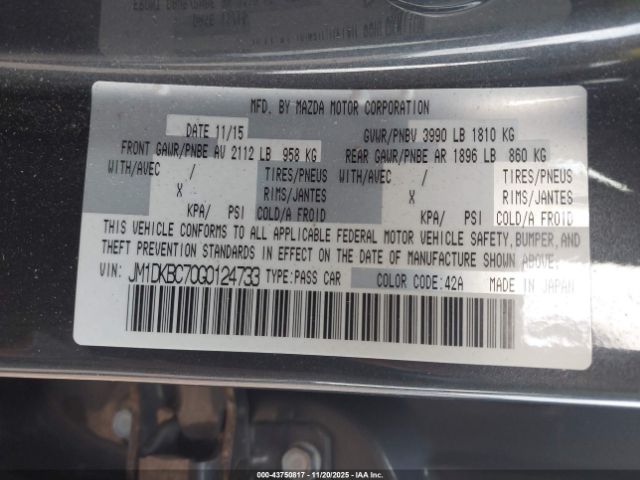 MFD. BY MAZDA MOTOR CORPORATION
DATE 11/15 GVWR/PNBV 3990 LB 1810 KG
FRONT GAWR/PNBE AV 2112 LB 958 KG REAR GAWR/PNBE AR 1896 LB 860 KG
WITH/AVEC / TIRES/PNEUS WITH/AVEC / TIRES/PNEUS
X RIMS/JANTES X RIMS/JANTES
KPA/ PSI COLD/A FROID KPA/ PSI COLD/A FROID
THIS VEHICLE CONFORMS TO ALL APPLICABLE FEDERAL MOTOR VEHICLE SAFETY, BUMPER, AND
THEFT PREVENTION STANDARDS IN EFFECT ON THE DATE OF MANUFACTURE SHOWN ABOVE.
VIN: JM1DKBC70G0124733 TYPE:PASS CAR COLOR CODE:42A MADE IN JAPAN
000-43750817 - 11/20/2025 - IAAI.COM